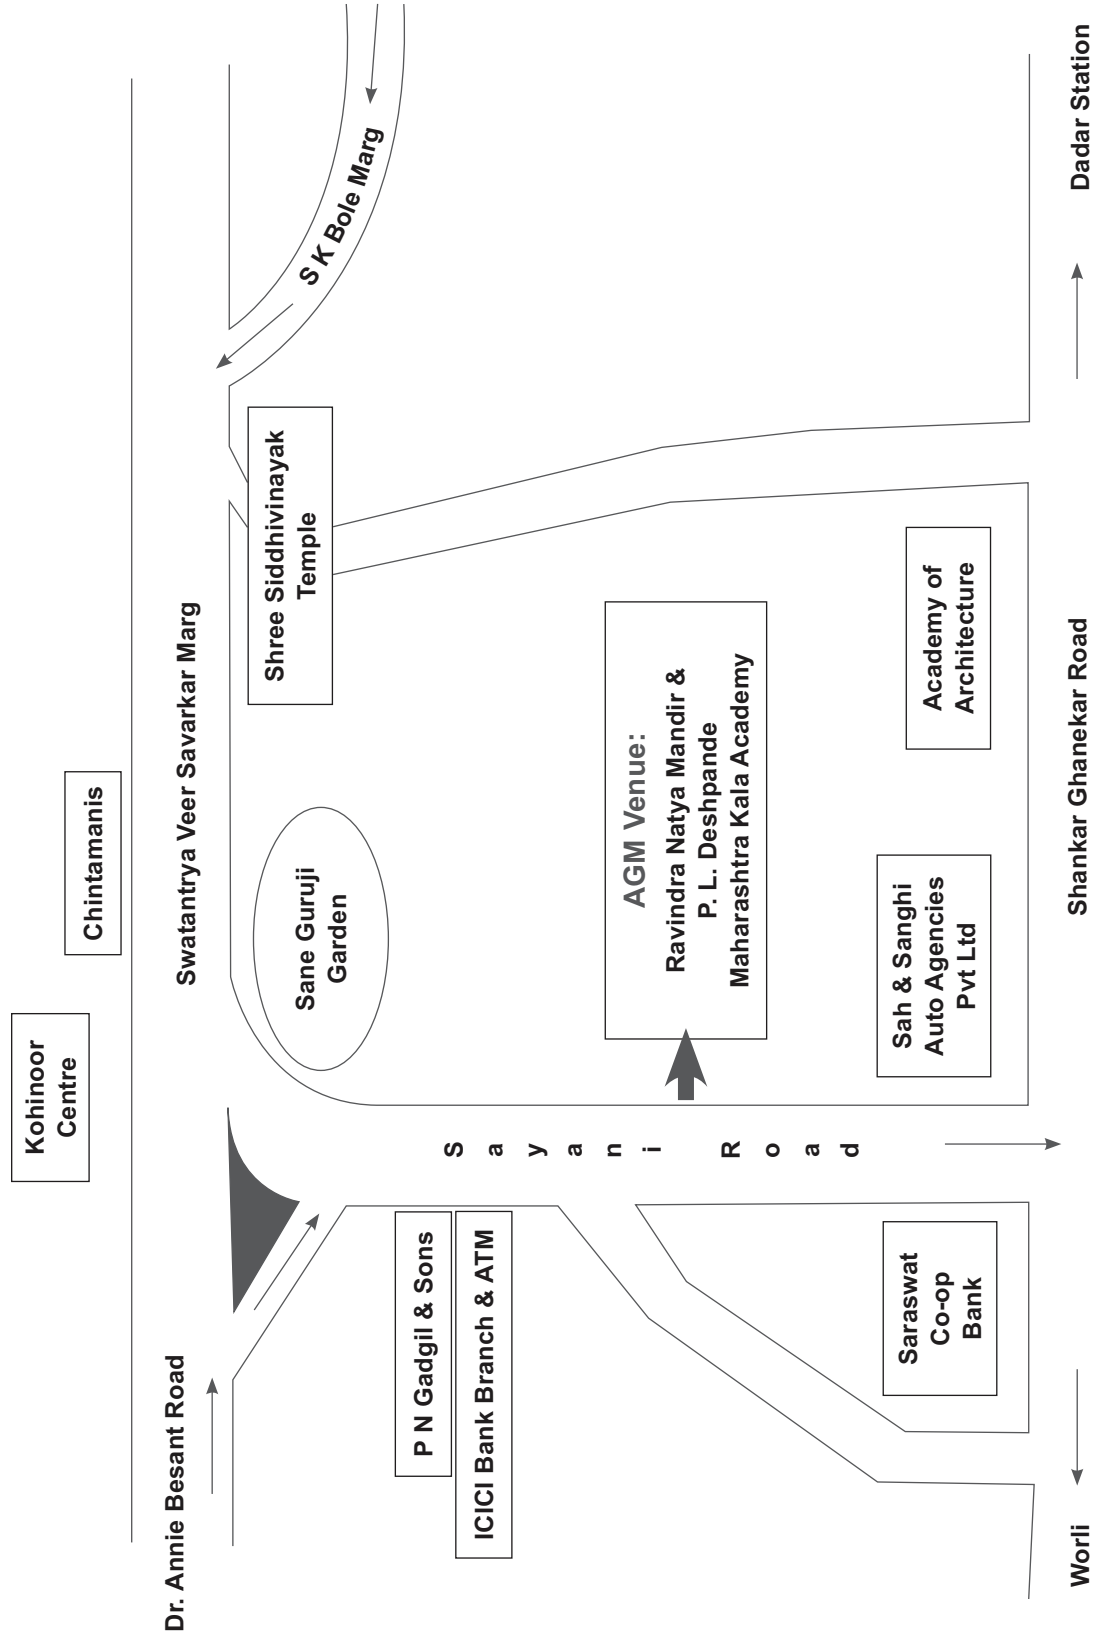 Kohinoor
Centre
Chintamanis
Dr. Annie Besant Road
Swatantrya Veer Savarkar Marg
S K Bole Marg
Shree Siddhivinayak
Temple
Sane Guruji
Garden
P N Gadgil & Sons
ICICI Bank Branch & ATM
Sayani Road
AGM Venue:
Ravindra Natya Mandir &
P. L. Deshpande
Maharashtra Kala Academy
Saraswat
Co-op
Bank
Sah & Sanghi
Auto Agencies
Pvt Ltd
Academy of
Architecture
Worli
Shankar Ghanekar Road
Dadar Station